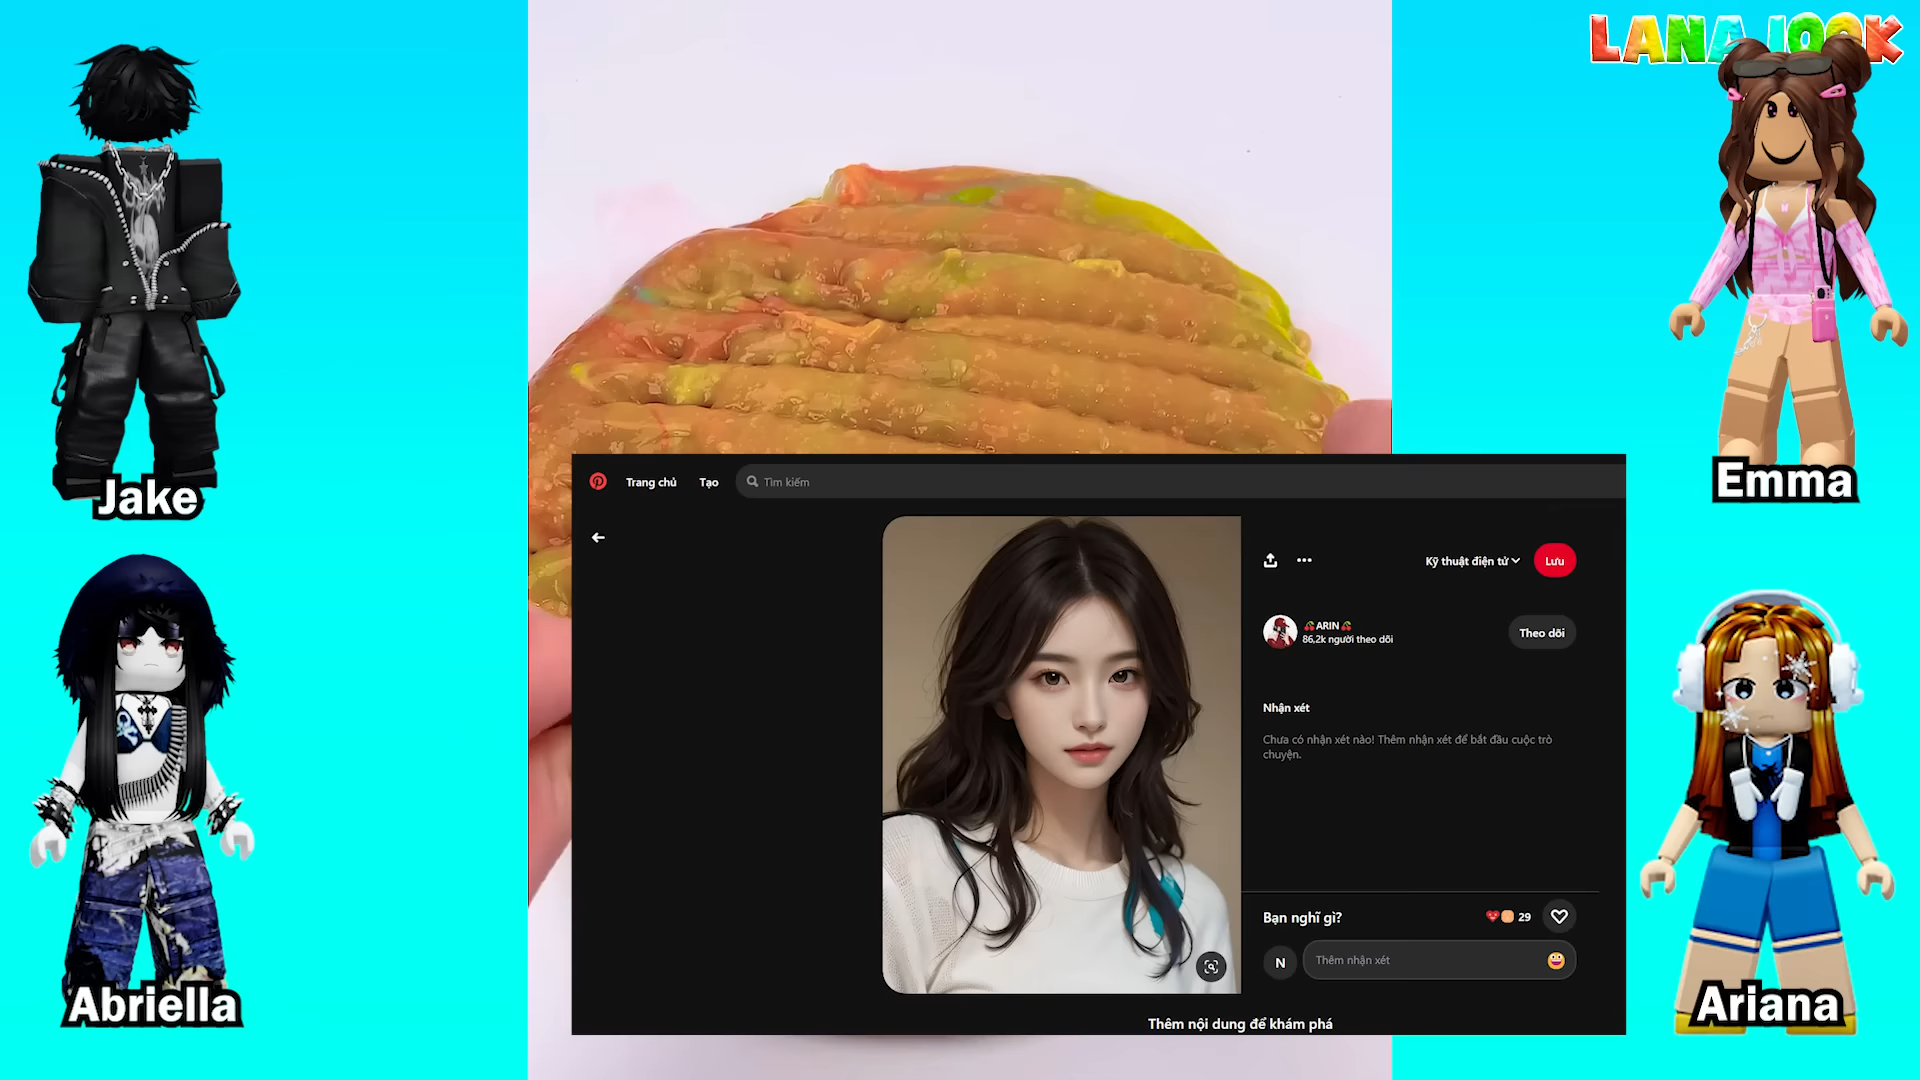 LANA JOOK
Jake
Emma
Trang chủ
Tạo
Tìm kiếm
Kỹ thuật điện tử
Lưu
🍒ARIN🍒
86,2k người theo dõi
Theo dõi
Nhận xét
Chưa có nhận xét nào! Thêm nhận xét để bắt đầu cuộc trò
chuyện.
Bạn nghĩ gì?
29
N
Thêm nhận xét
Thêm nội dung để khám phá
Abriella
Ariana